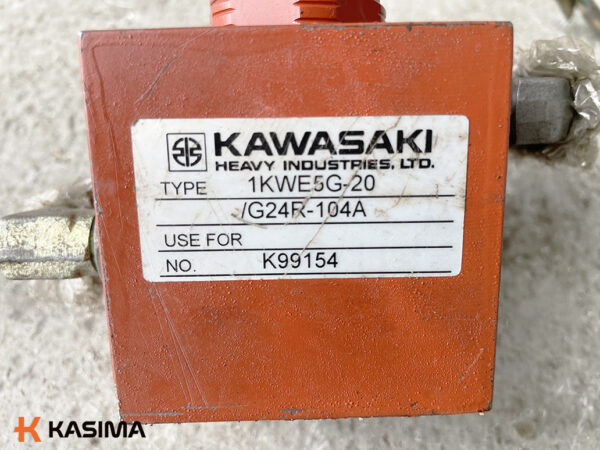 KAWASAKI
HEAVY INDUSTRIES, LTD.
TYPE 1KWE5G-20
/G24R-104A
USE FOR
NO. K99154
KASIMA